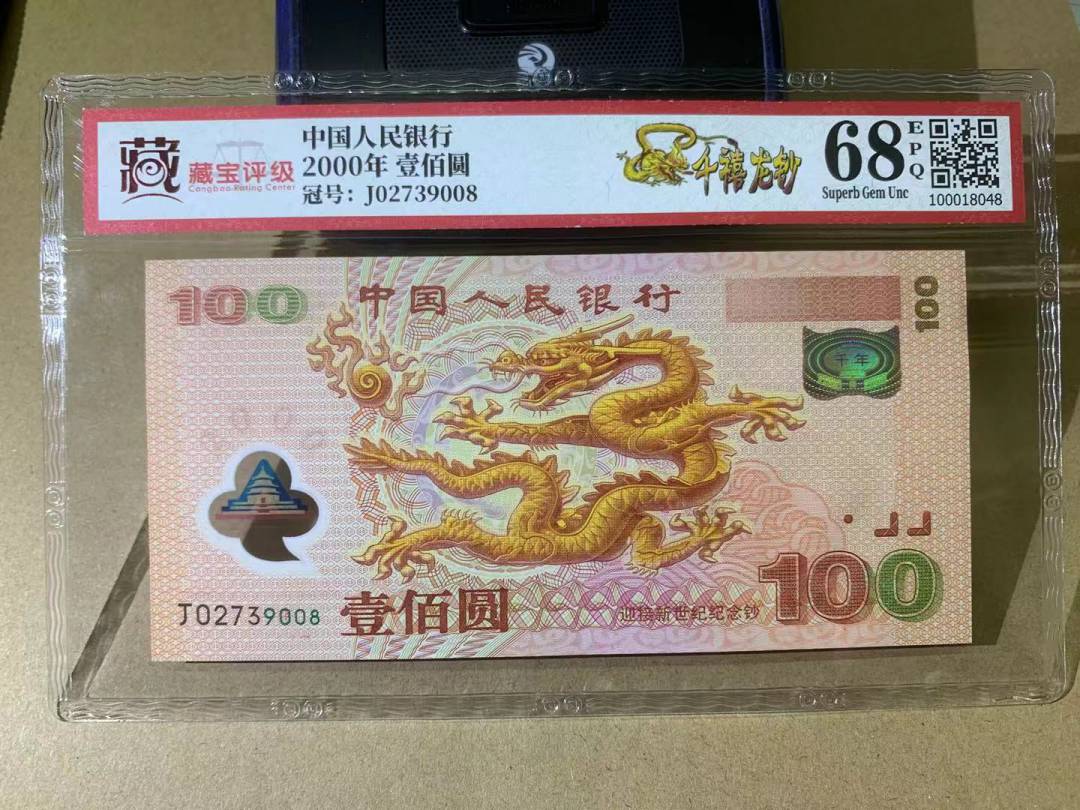 藏
藏宝评级
Cangbao Rating Center
中国人民银行
2000年 壹佰圆
冠号：J02739008
千禧龙钞
68
EPQ
Superb Gem Unc
100018048
100
中国人民银行
100
千年
J02739008
壹佰圆
迎接新世纪纪念钞
100